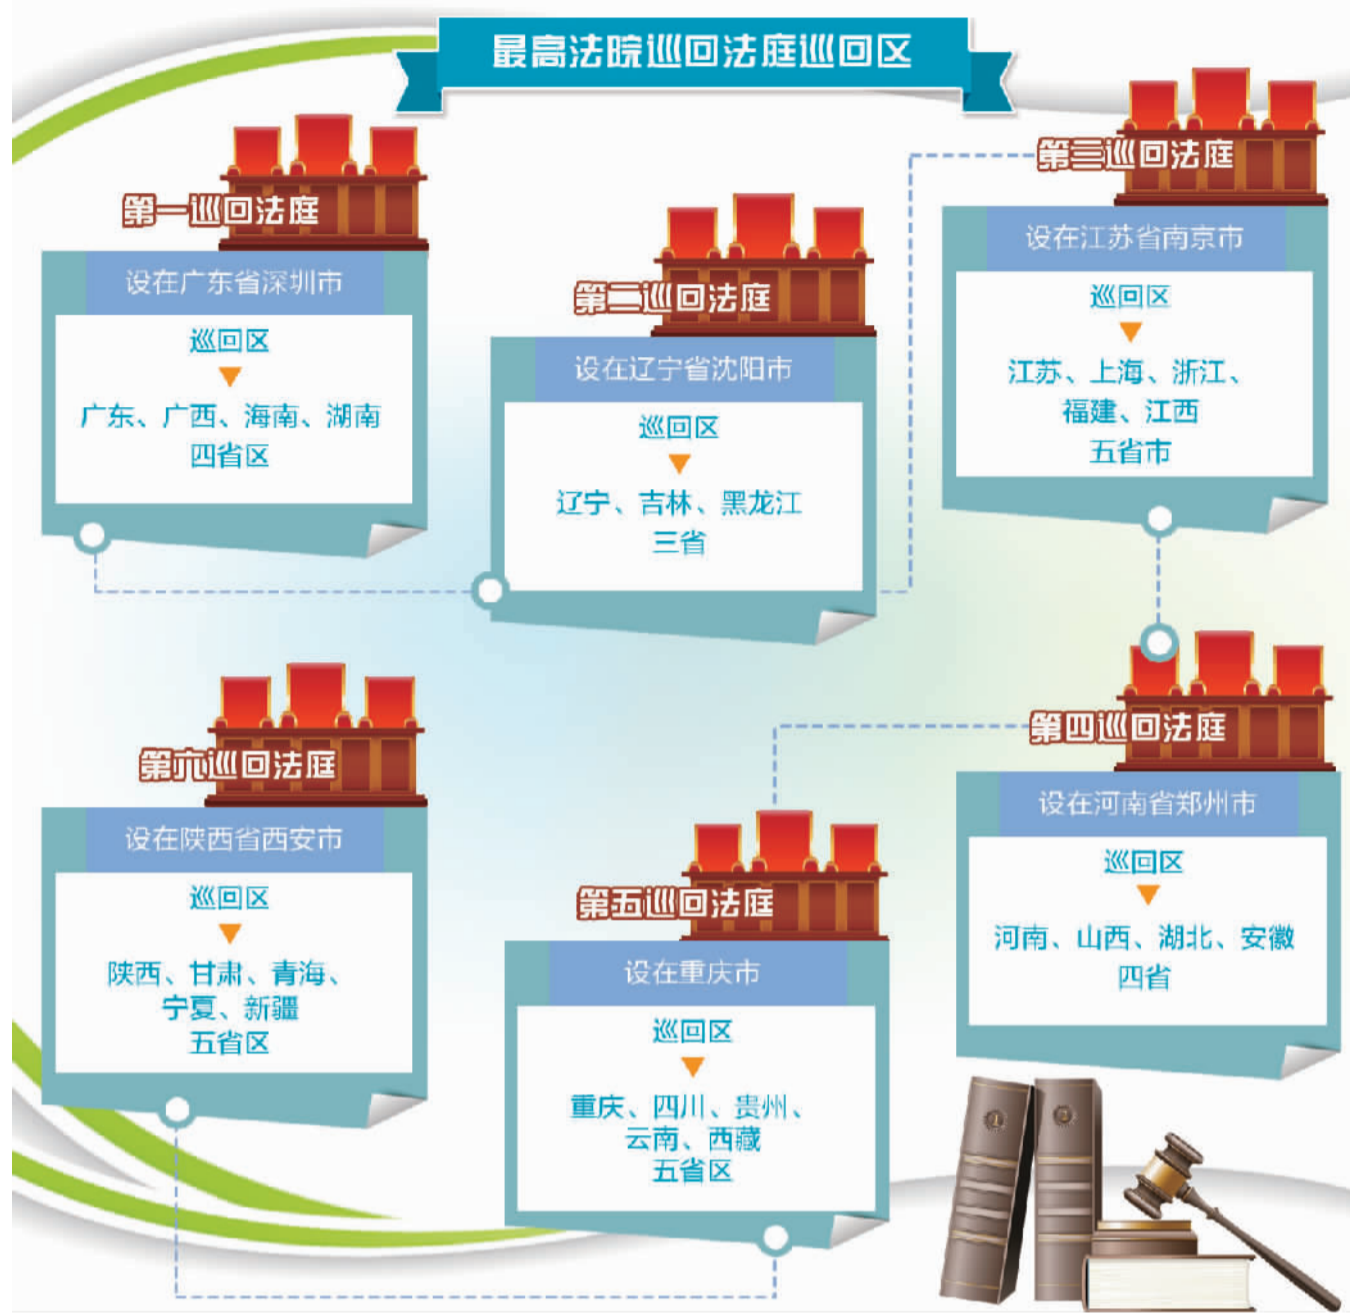 最高法院巡回法庭巡回区
第一巡回法庭
设在广东省深圳市
巡回区
广东、广西、海南、湖南
四省区
第二巡回法庭
设在辽宁省沈阳市
巡回区
辽宁、吉林、黑龙江
三省
第三巡回法庭
设在江苏省南京市
巡回区
江苏、上海、浙江、
福建、江西
五省市
第四巡回法庭
设在河南省郑州市
巡回区
河南、山西、湖北、安徽
四省
第五巡回法庭
设在重庆市
巡回区
重庆、四川、贵州、
云南、西藏
五省区
第六巡回法庭
设在陕西省西安市
巡回区
陕西、甘肃、青海、
宁夏、新疆
五省区
1
2